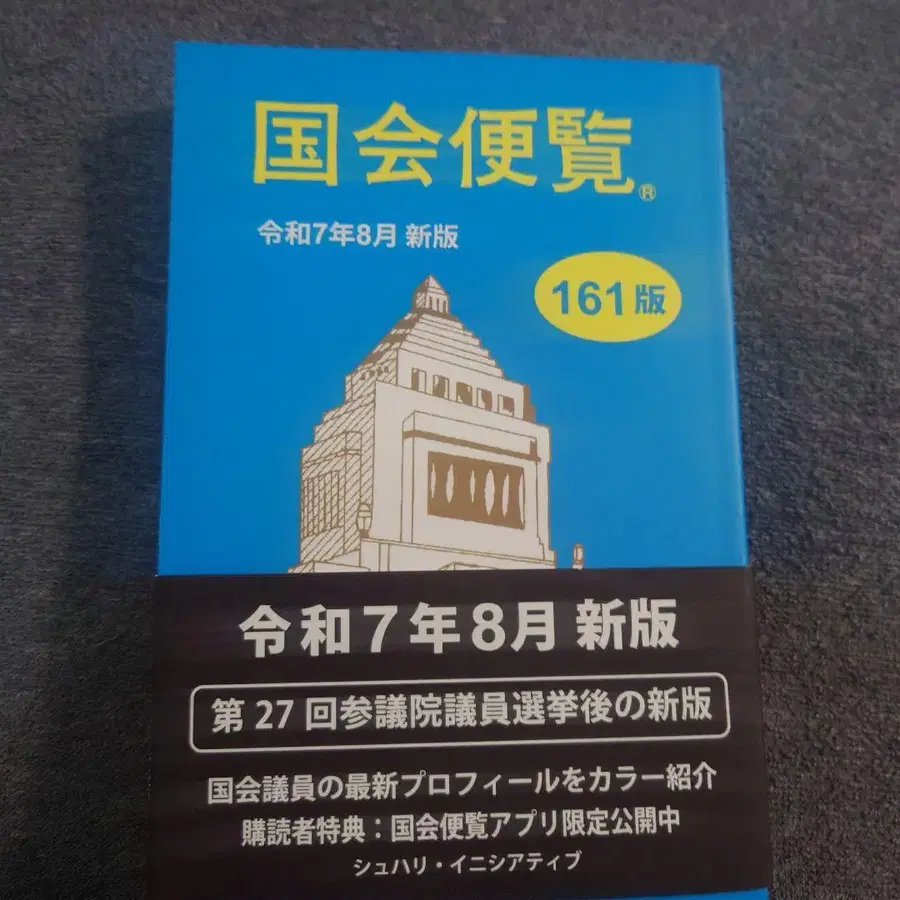 国会便覧®
令和7年8月 新版
161版
令和7年8月 新版
第27回参議院議員選挙後の新版
国会議員の最新プロフィールをカラー紹介
購読者特典：国会便覧アプリ限定公開中
シュハリ・イニシアティブ